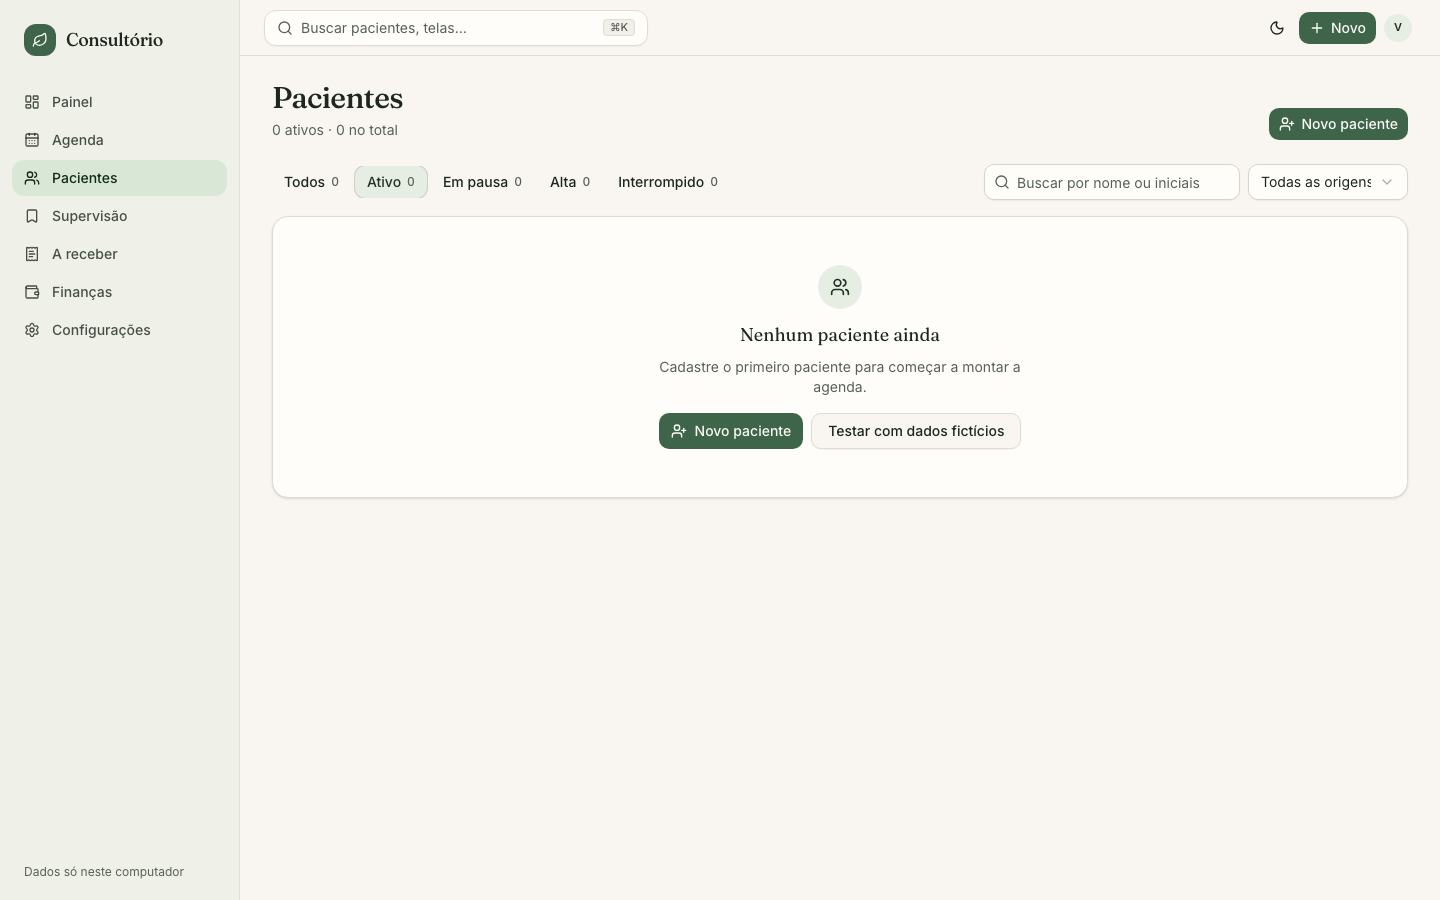 Consultório
Buscar pacientes, telas...
⌘K
Novo
V
Painel
Agenda
Pacientes
Supervisão
A receber
Finanças
Configurações
Dados só neste computador
Pacientes
0 ativos · 0 no total
Novo paciente
Todos 0
Ativo 0
Em pausa 0
Alta 0
Interrompido 0
Buscar por nome ou iniciais
Todas as origens
Nenhum paciente ainda
Cadastre o primeiro paciente para começar a montar a
agenda.
Novo paciente
Testar com dados fictícios